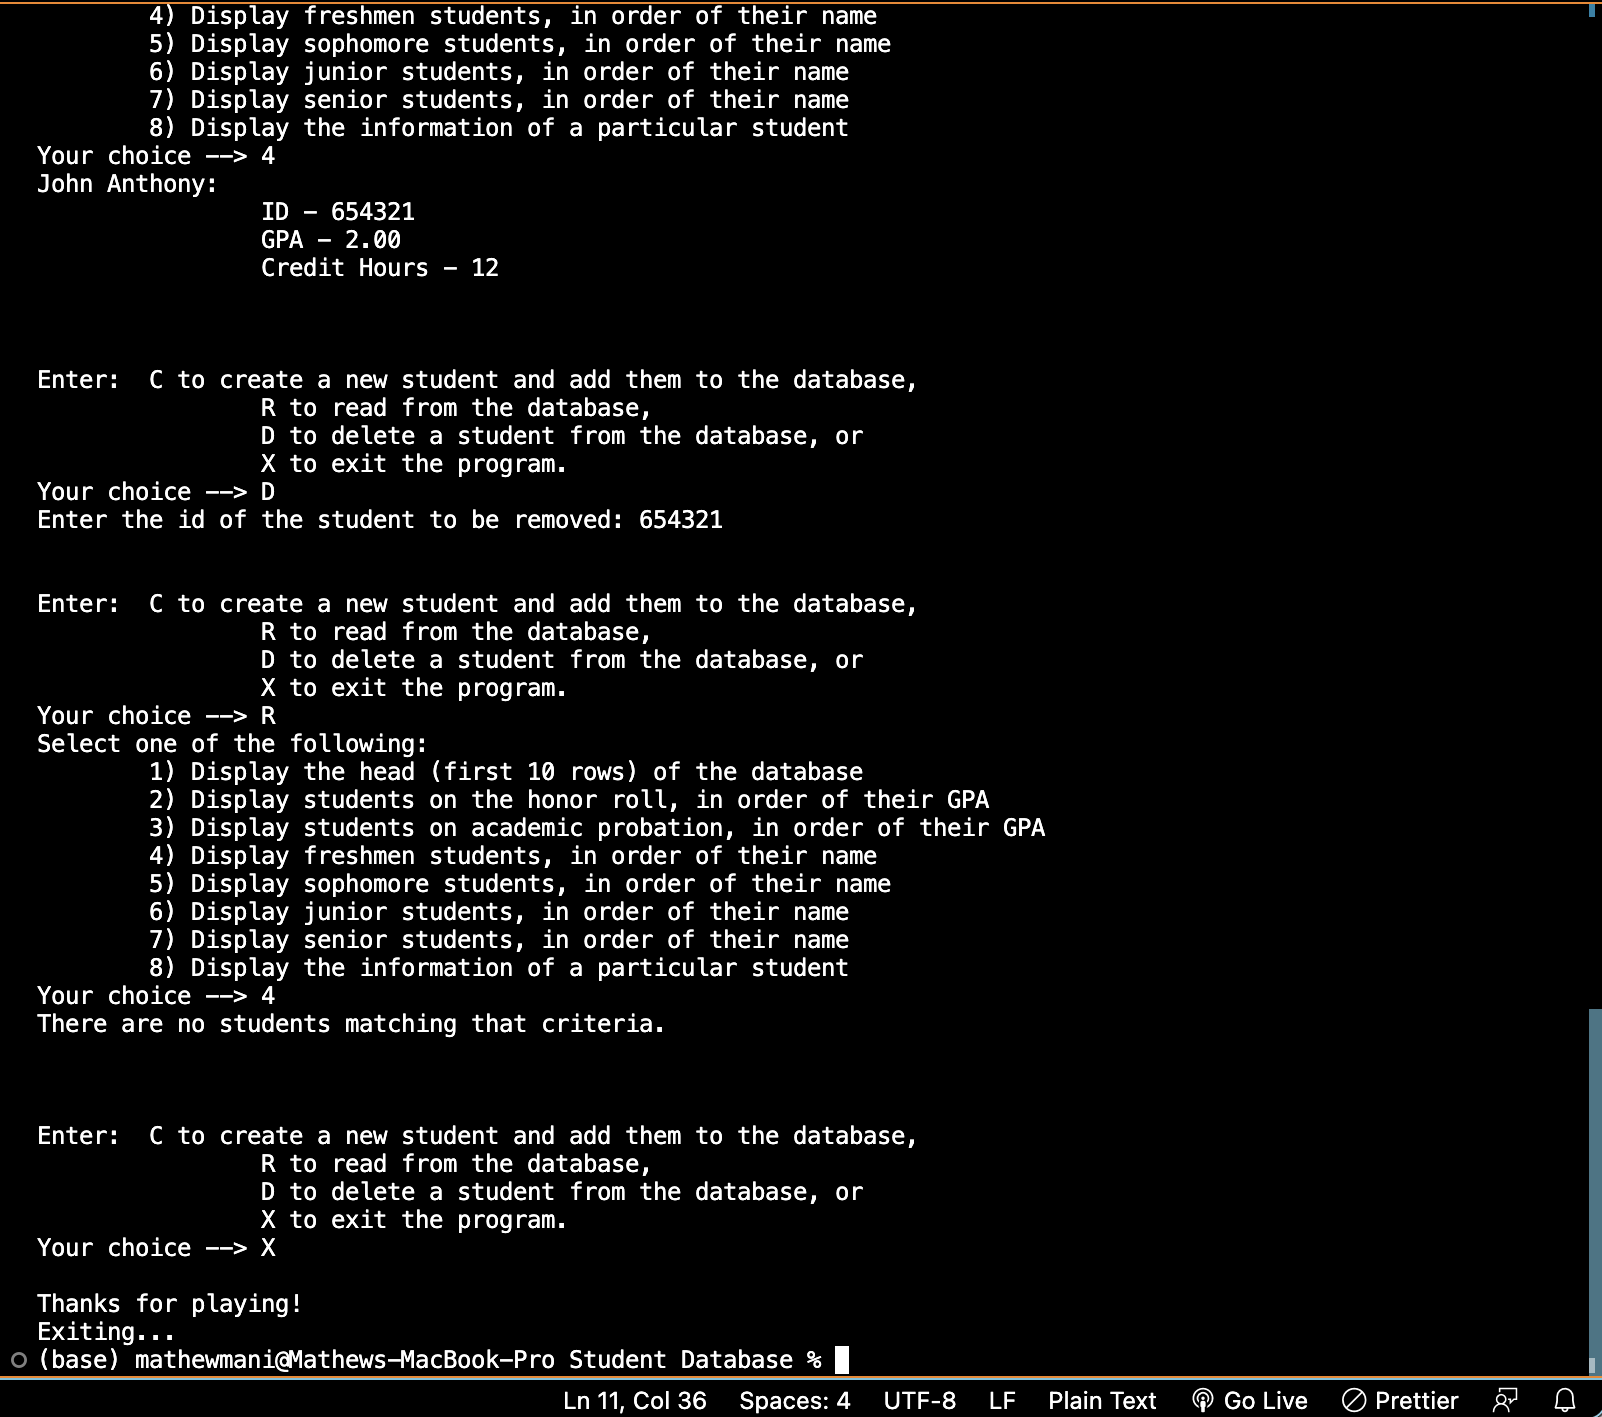 4) Display freshmen students, in order of their name
5) Display sophomore students, in order of their name
6) Display junior students, in order of their name
7) Display senior students, in order of their name
8) Display the information of a particular student
Your choice --> 4
John Anthony:
ID - 654321
GPA - 2.00
Credit Hours - 12
Enter:  C to create a new student and add them to the database,
R to read from the database,
D to delete a student from the database, or
X to exit the program.
Your choice --> D
Enter the id of the student to be removed: 654321
Enter:  C to create a new student and add them to the database,
R to read from the database,
D to delete a student from the database, or
X to exit the program.
Your choice --> R
Select one of the following:
1) Display the head (first 10 rows) of the database
2) Display students on the honor roll, in order of their GPA
3) Display students on academic probation, in order of their GPA
4) Display freshmen students, in order of their name
5) Display sophomore students, in order of their name
6) Display junior students, in order of their name
7) Display senior students, in order of their name
8) Display the information of a particular student
Your choice --> 4
There are no students matching that criteria.
Enter:  C to create a new student and add them to the database,
R to read from the database,
D to delete a student from the database, or
X to exit the program.
Your choice --> X
Thanks for playing!
Exiting...
(base) mathewmani@Mathews-MacBook-Pro Student Database %
Ln 11, Col 36 Spaces: 4 UTF-8 LF Plain Text Go Live Prettier